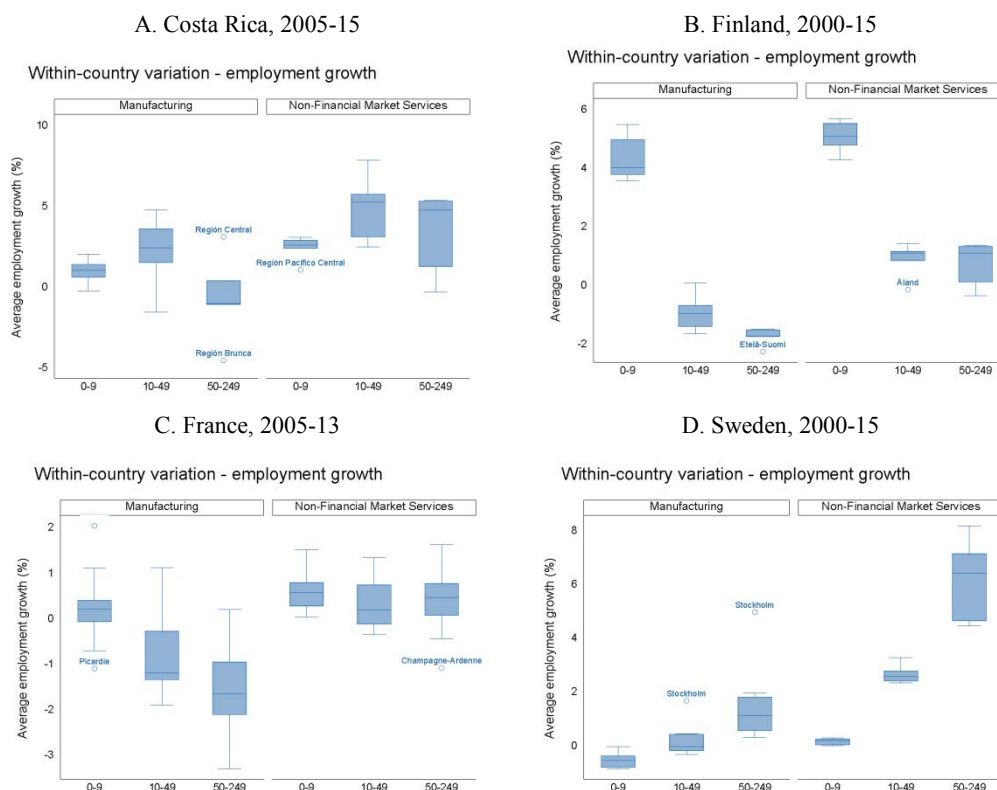 A. Costa Rica, 2005-15
Within-country variation - employment growth
Manufacturing
Non-Financial Market Services
Average employment growth (%)
10
5
0
-5
Región Central
Región Brunca
Región Pacífico Central
0-9
10-49
50-249
0-9
10-49
50-249
B. Finland, 2000-15
Within-country variation - employment growth
Manufacturing
Non-Financial Market Services
Average employment growth (%)
6
4
2
0
-2
Etelä-Suomi
Åland
0-9
10-49
50-249
0-9
10-49
50-249
C. France, 2005-13
Within-country variation - employment growth
Manufacturing
Non-Financial Market Services
Average employment growth (%)
2
1
0
-1
-2
-3
Picardie
Champagne-Ardenne
0-9
10-49
50-249
0-9
10-49
50-249
D. Sweden, 2000-15
Within-country variation - employment growth
Manufacturing
Non-Financial Market Services
Average employment growth (%)
8
6
4
2
0
Stockholm
Stockholm
0-9
10-49
50-249
0-9
10-49
50-249